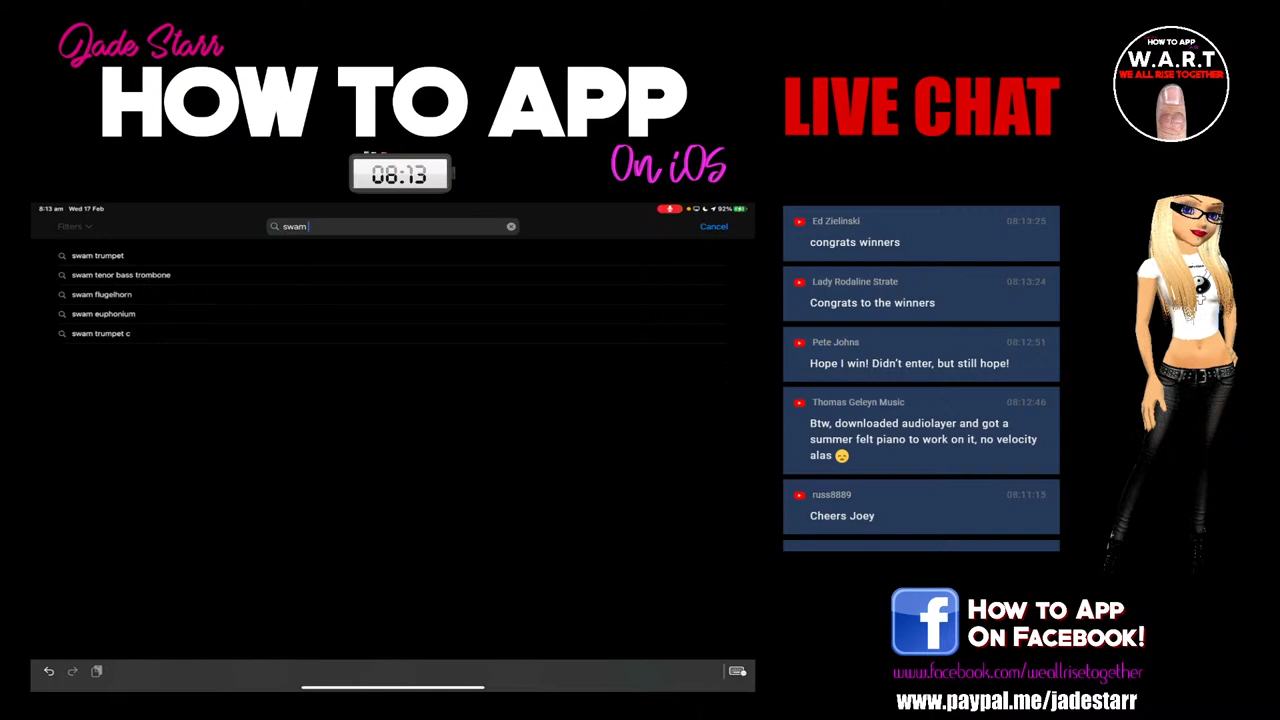 Jade Starr
HOW TO APP
On iOS
08:13
LIVE CHAT
HOW TO APP
W.A.R.T
WE ALL RISE TOGETHER
8:13 am Wed 17 Feb
92%
Filters
swam
Cancel
swam trumpet
swam tenor bass trombone
swam flugelhorn
swam euphonium
swam trumpet c
Ed Zielinski 08:13:25
congrats winners
Lady Rodaline Strate 08:13:24
Congrats to the winners
Pete Johns 08:12:51
Hope I win! Didn't enter, but still hope!
Thomas Geleyn Music 08:12:46
Btw, downloaded audiolayer and got a
summer felt piano to work on it, no velocity
alas 😞
russ8889 08:11:15
Cheers Joey
f
How to App
On Facebook!
www.facebook.com/weallrisetogether
www.paypal.me/jadestarr